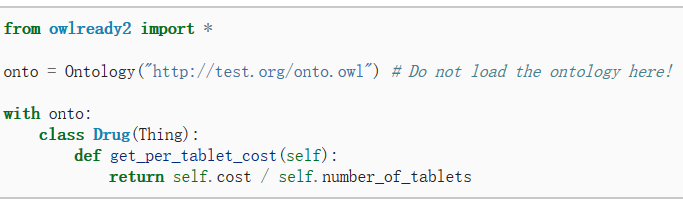 from owlready2 import *
onto = Ontology("http://test.org/onto.owl") # Do not load the ontology here!
with onto:
    class Drug(Thing):
        def get_per_tablet_cost(self):
            return self.cost / self.number_of_tablets